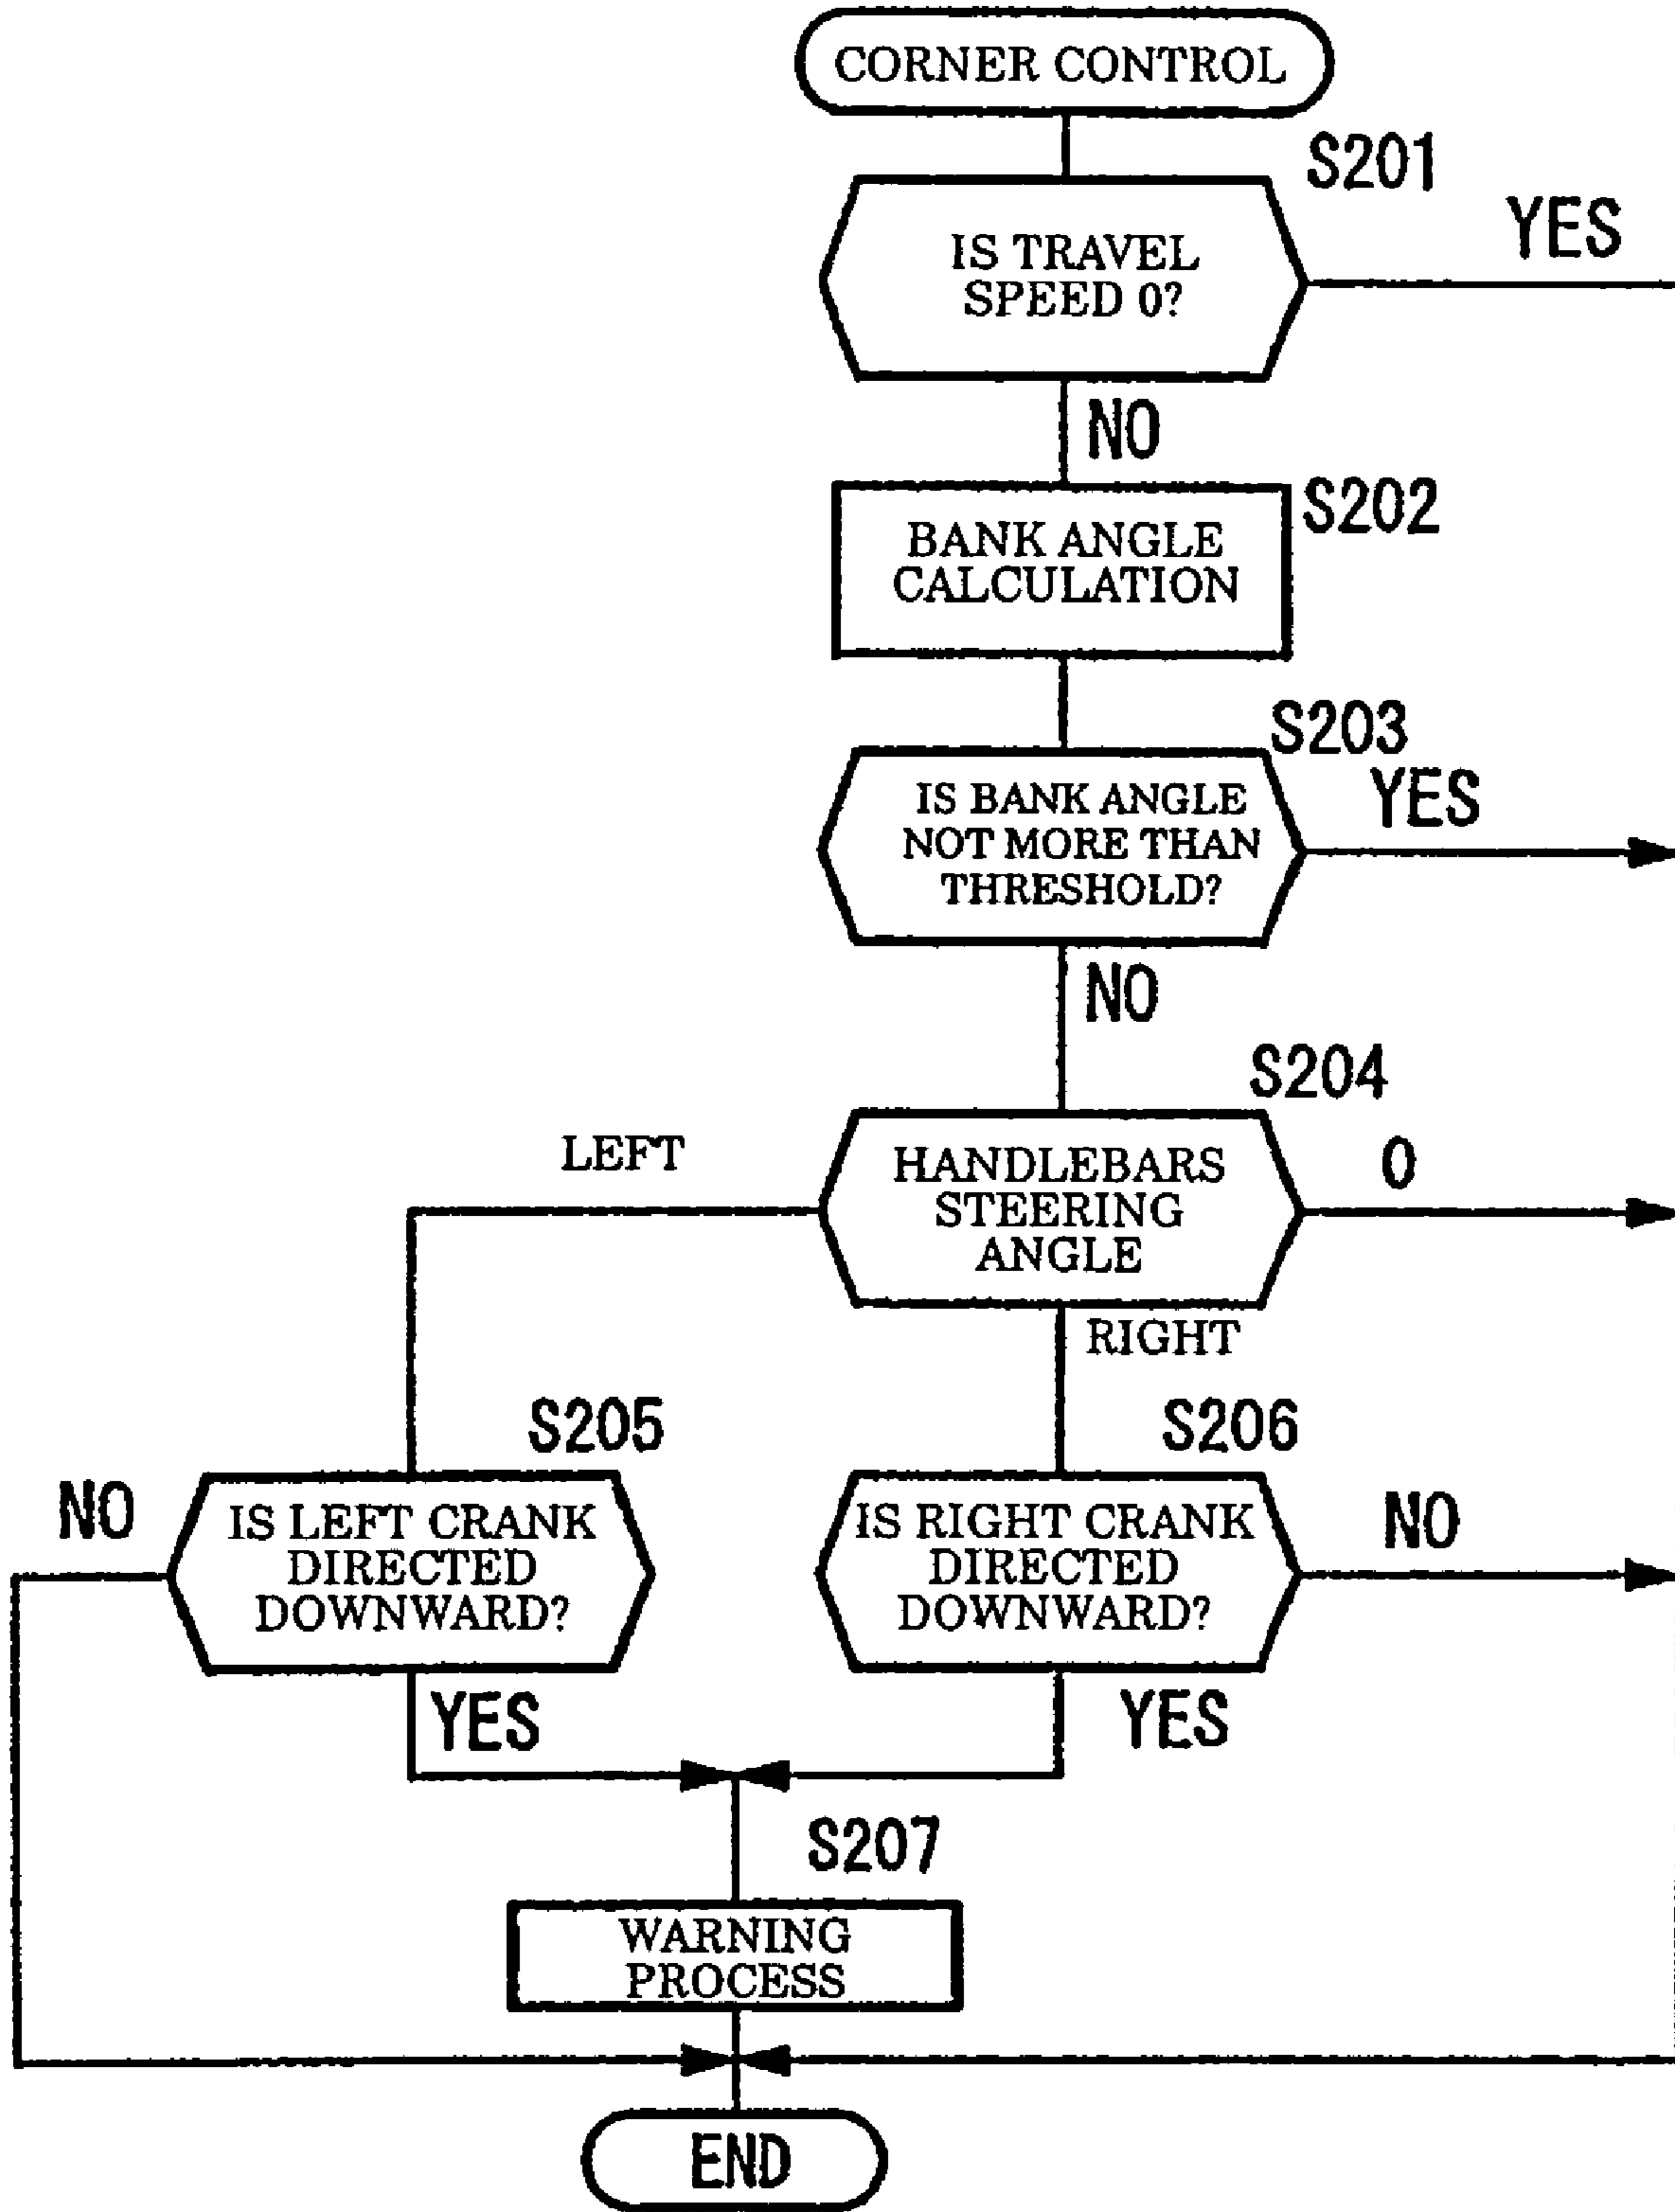 CORNER CONTROL
S201
IS TRAVEL
SPEED 0?
YES
NO
S202
BANK ANGLE
CALCULATION
S203
IS BANK ANGLE
NOT MORE THAN
THRESHOLD?
YES
NO
S204
HANDLEBARS
STEERING
ANGLE
LEFT
0
RIGHT
S205
IS LEFT CRANK
DIRECTED
DOWNWARD?
NO
YES
S206
IS RIGHT CRANK
DIRECTED
DOWNWARD?
NO
YES
S207
WARNING
PROCESS
END